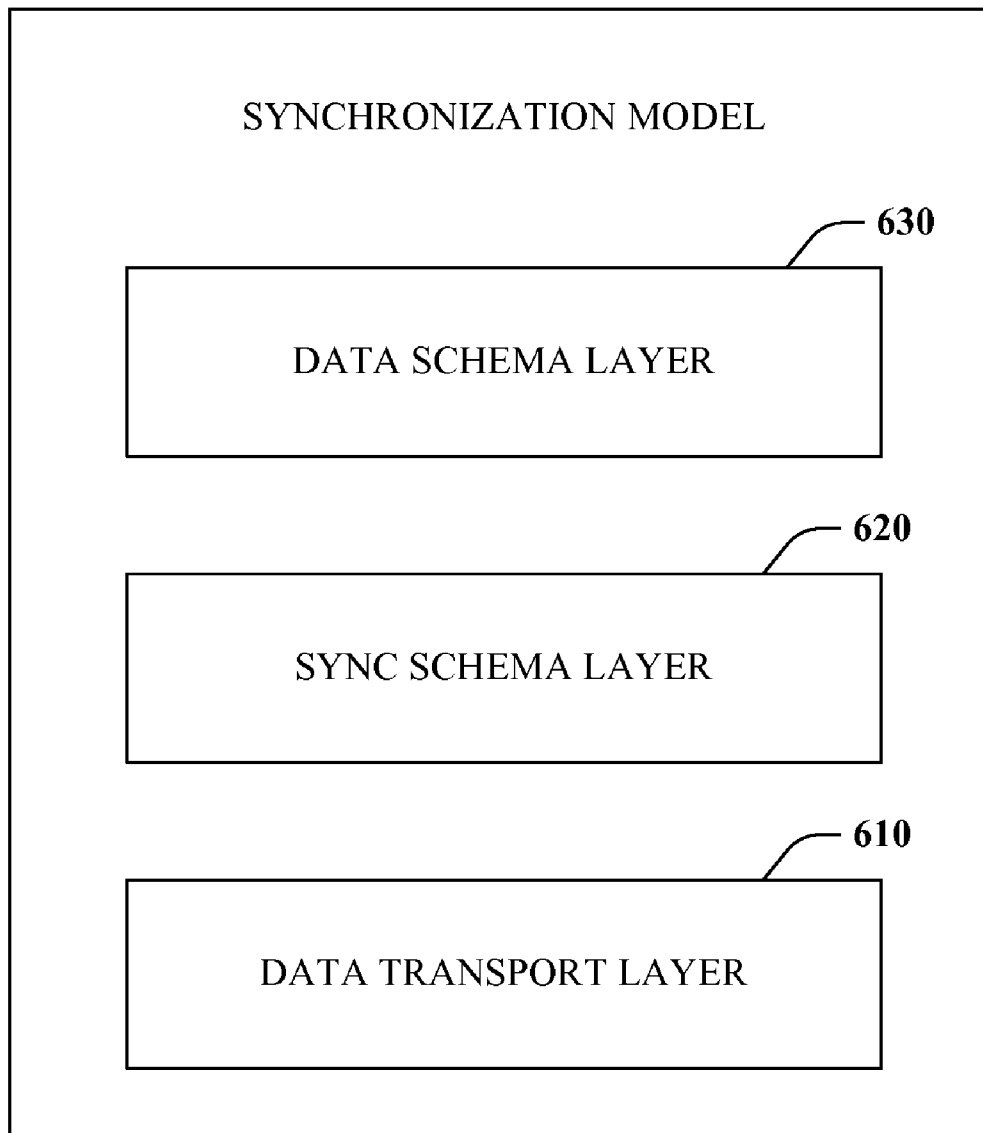 SYNCHRONIZATION MODEL
630
DATA SCHEMA LAYER
620
SYNC SCHEMA LAYER
610
DATA TRANSPORT LAYER